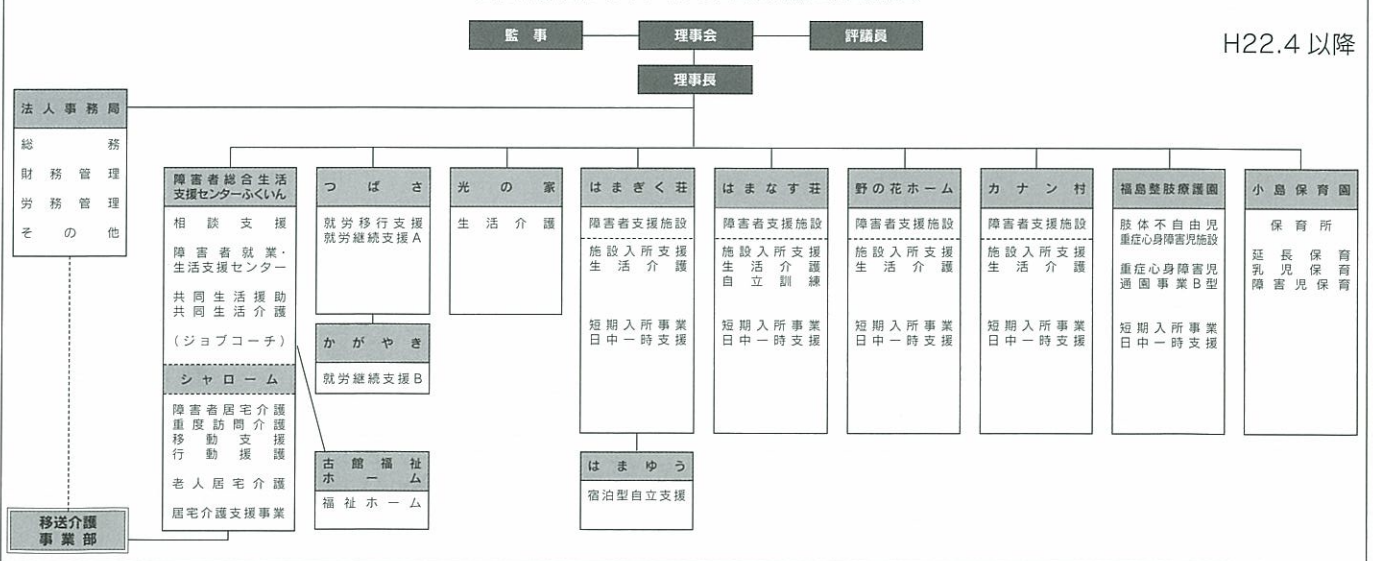 監事
理事会
評議員
H22.4 以降
理事長
法人事務局
総務
財務管理
労務管理
その他
障害者総合生活
支援センターふくいん
相談支援
障害者就業・
生活支援センター
共同生活援助
共同生活介護
(ジョブコーチ)
シャローム
障害者居宅介護
重度訪問介護
移動支援
行動援護
老人居宅介護
居宅介護支援事業
移送介護
事業部
つばさ
就労移行支援
就労継続支援A
かがやき
就労継続支援B
古館福祉
ホーム
福祉ホーム
光の家
生活介護
はまぎく荘
障害者支援施設
施設入所支援
生活介護
短期入所事業
日中一時支援
はまゆう
宿泊型自立支援
はまなす荘
障害者支援施設
施設入所支援
生活介護
自立訓練
短期入所事業
日中一時支援
野の花ホーム
障害者支援施設
施設入所支援
生活介護
短期入所事業
日中一時支援
カナン村
障害者支援施設
施設入所支援
生活介護
短期入所事業
日中一時支援
福島整肢療護園
肢体不自由児
重症心身障害児施設
重症心身障害児
通園事業B型
短期入所事業
日中一時支援
小島保育園
保育所
延長保育
乳児保育
障害児保育